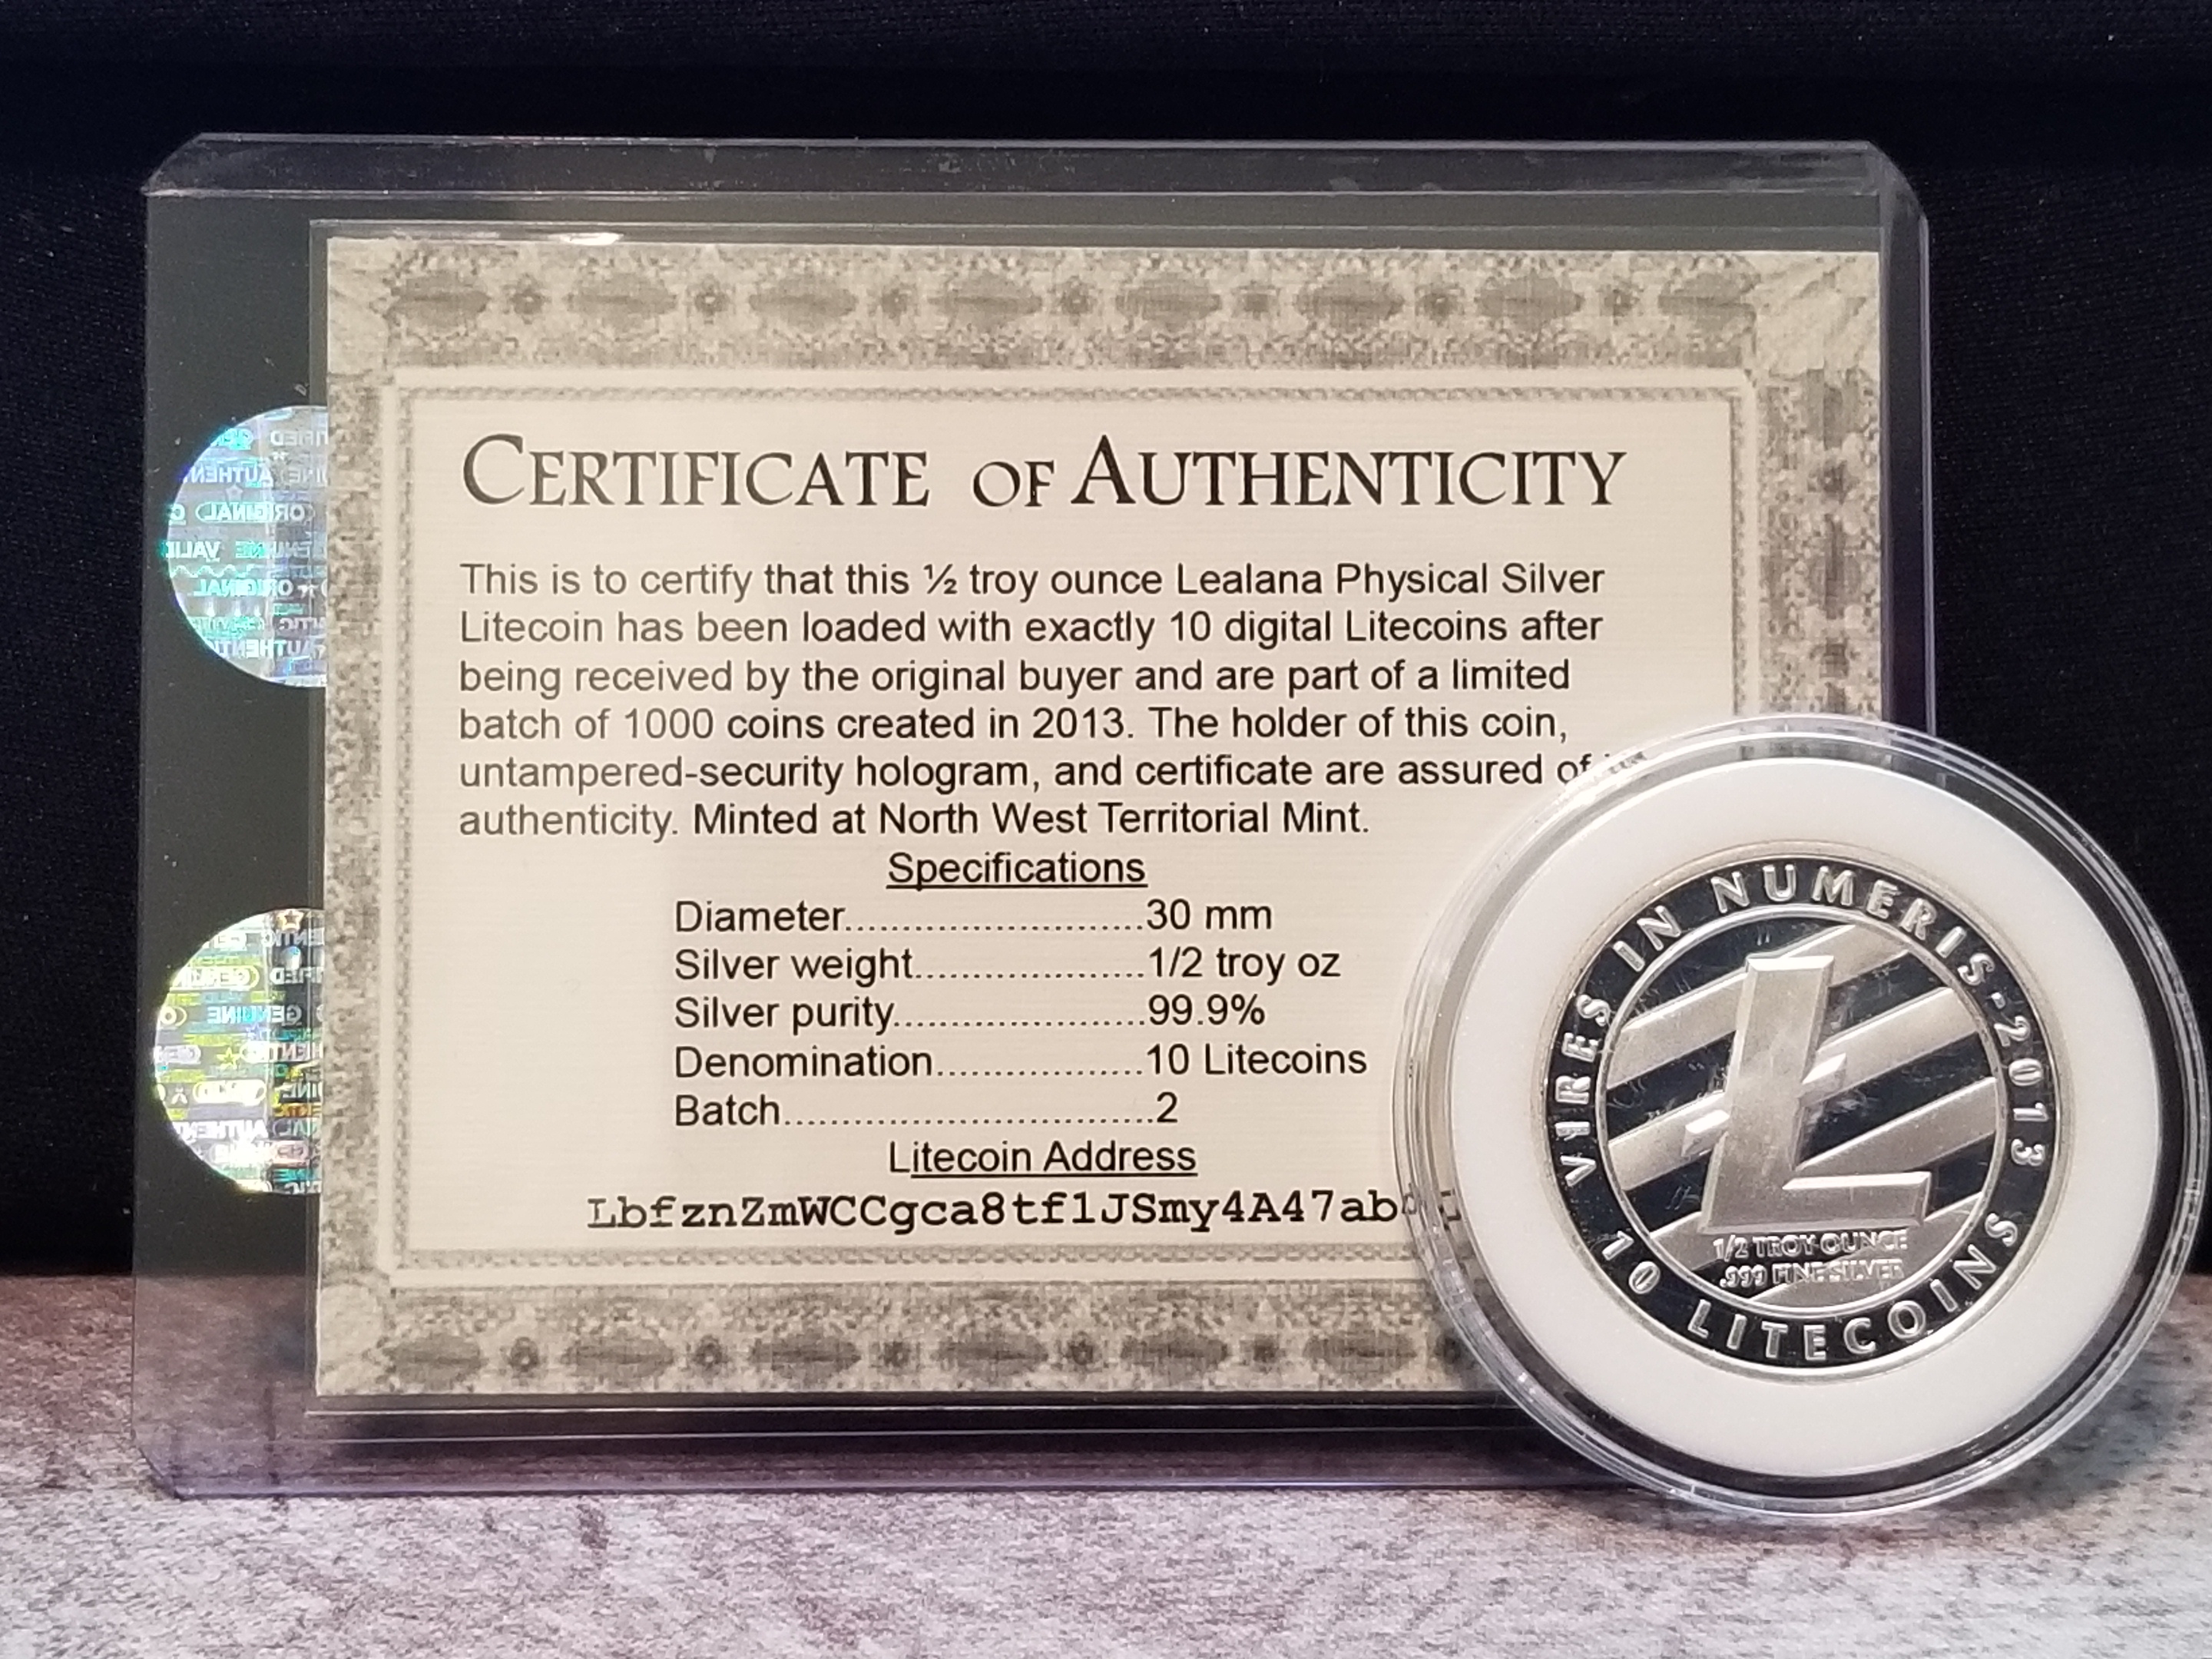 CERTIFICATE OF AUTHENTICITY
This is to certify that this ½ troy ounce Lealana Physical Silver
Litecoin has been loaded with exactly 10 digital Litecoins after
being received by the original buyer and are part of a limited
batch of 1000 coins created in 2013. The holder of this coin,
untampered-security hologram, and certificate are assured of
authenticity. Minted at North West Territorial Mint.
Specifications
Diameter..........................30 mm
Silver weight....................1/2 troy oz
Silver purity......................99.9%
Denomination..................10 Litecoins
Batch................................2
Litecoin Address
VIRES IN NUMERIS-2013
1/2 TROY OUNCE
.999 FINE SILVER
10 LITECOINS